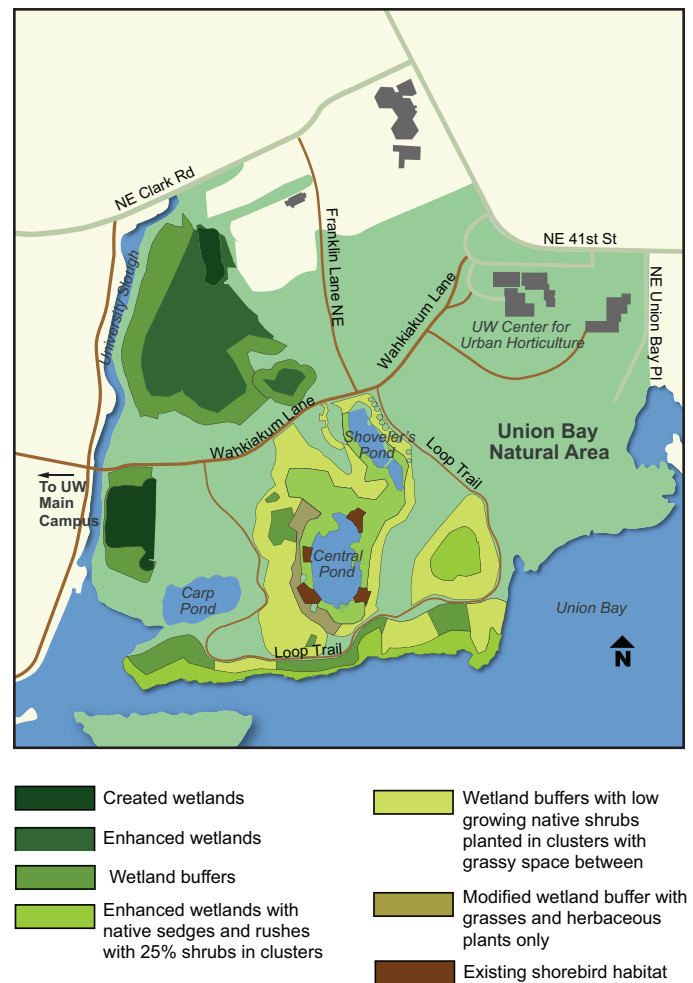 NE Clark Rd
University Slough
Franklin Lane NE
NE 41st St
NE Union Bay Pl
Wahkiakum Lane
UW Center for
Urban Horticulture
Wahkiakum Lane
Shoveler's
Pond
Loop Trail
Union Bay
Natural Area
To UW
Main
Campus
Central
Pond
Carp
Pond
Union Bay
Loop Trail
N
Created wetlands
Enhanced wetlands
Wetland buffers
Enhanced wetlands with
native sedges and rushes
with 25% shrubs in clusters
Wetland buffers with low
growing native shrubs
planted in clusters with
grassy space between
Modified wetland buffer with
grasses and herbaceous
plants only
Existing shorebird habitat